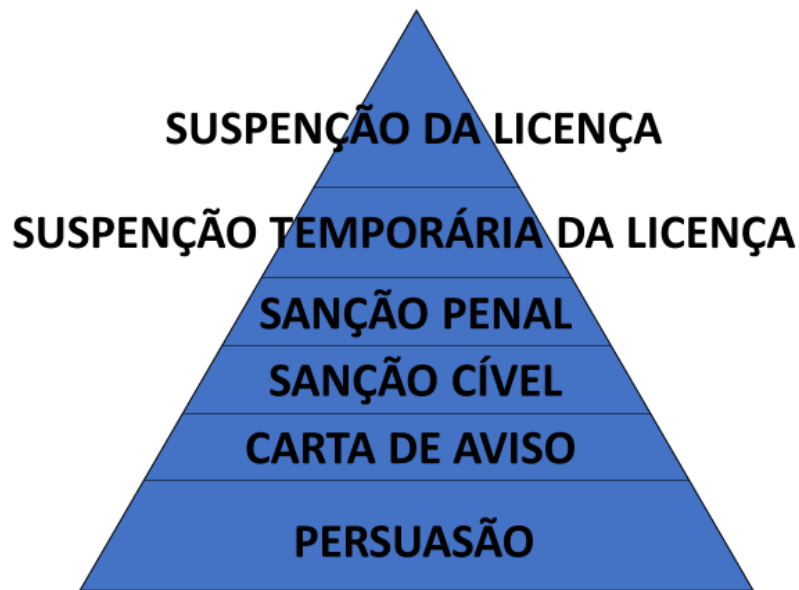 SUSPENÇÃO DA LICENÇA
SUSPENÇÃO TEMPORÁRIA DA LICENÇA
SANÇÃO PENAL
SANÇÃO CÍVEL
CARTA DE AVISO
PERSUASÃO